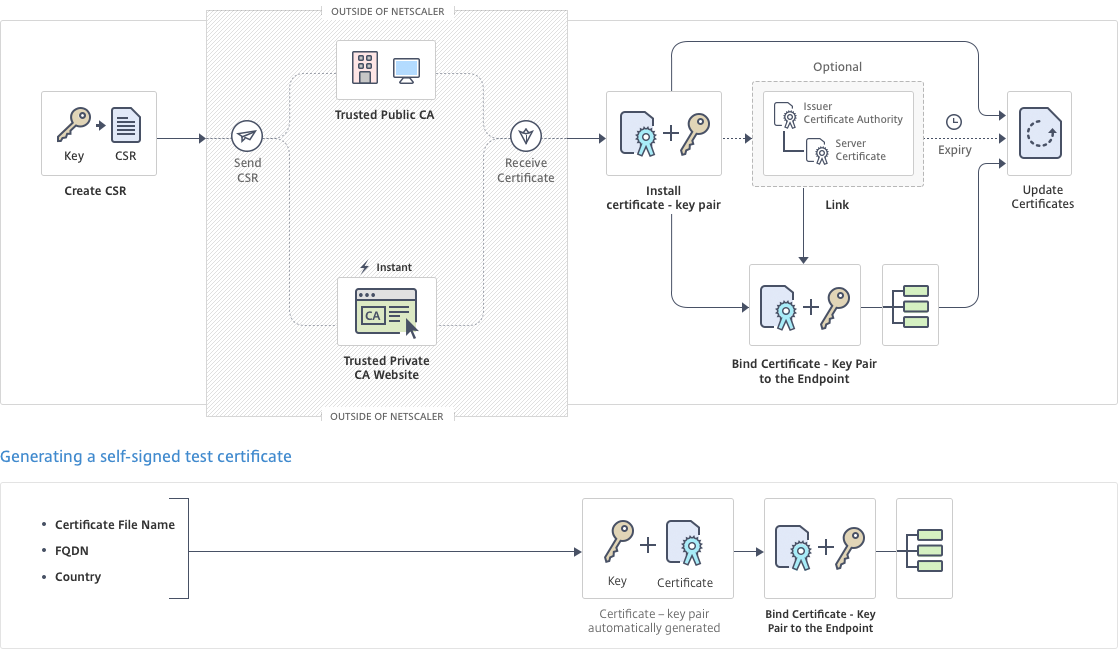 OUTSIDE OF NETSCALER
Key
CSR
Create CSR
Send
CSR
Trusted Public CA
Instant
CA
Trusted Private
CA Website
Receive
Certificate
OUTSIDE OF NETSCALER
Install
certificate - key pair
Optional
Issuer
Certificate Authority
Server
Certificate
Link
Expiry
Update
Certificates
Bind Certificate - Key Pair
to the Endpoint
Generating a self-signed test certificate
• Certificate File Name
• FQDN
• Country
Key
Certificate
Certificate – key pair
automatically generated
Bind Certificate - Key
Pair to the Endpoint